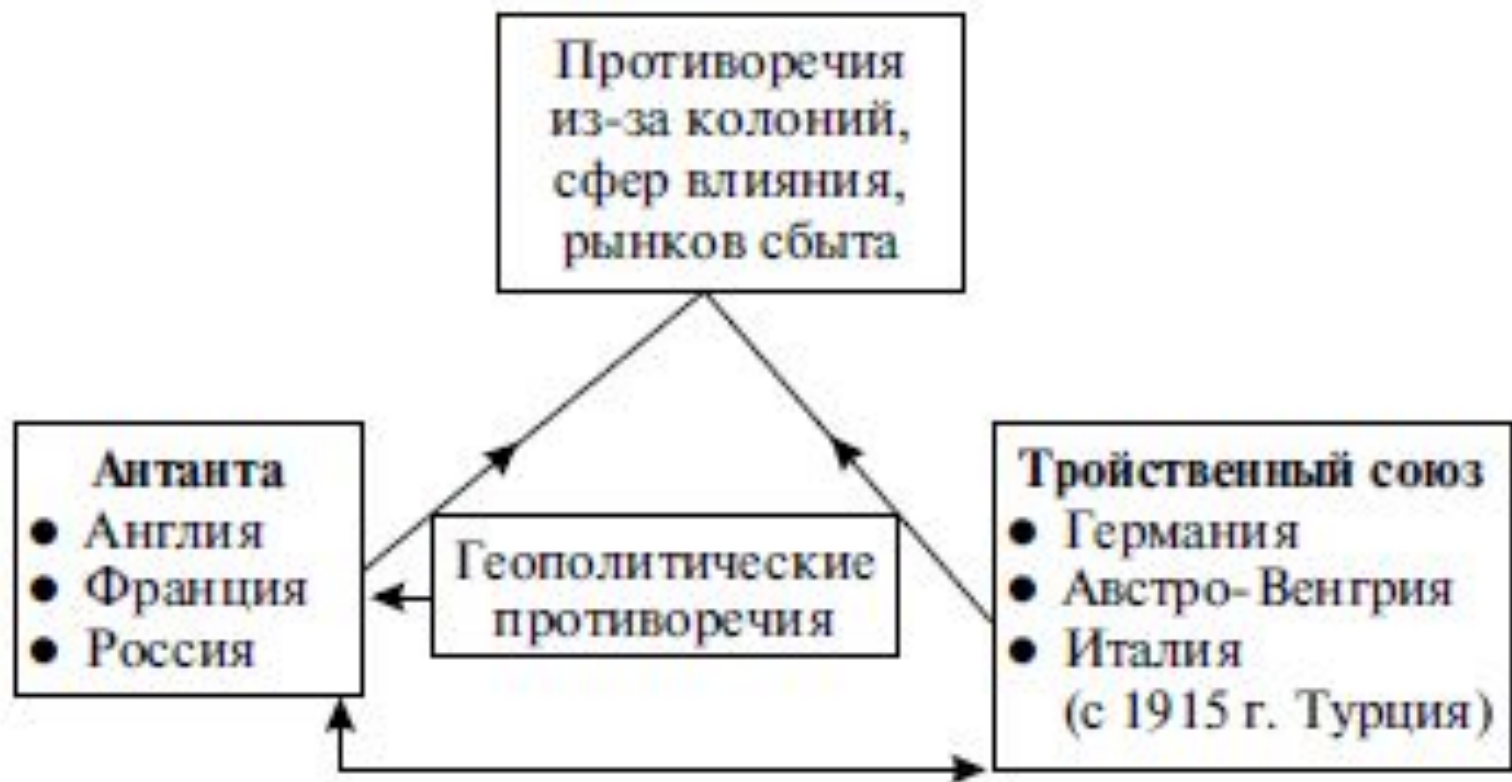 Противоречия
из-за колоний,
сфер влияния,
рынков сбыта
Антанта
● Англия
● Франция
● Россия
Геополитические
противоречия
Тройственный союз
● Германия
● Австро-Венгрия
● Италия
(с 1915 г. Турция)